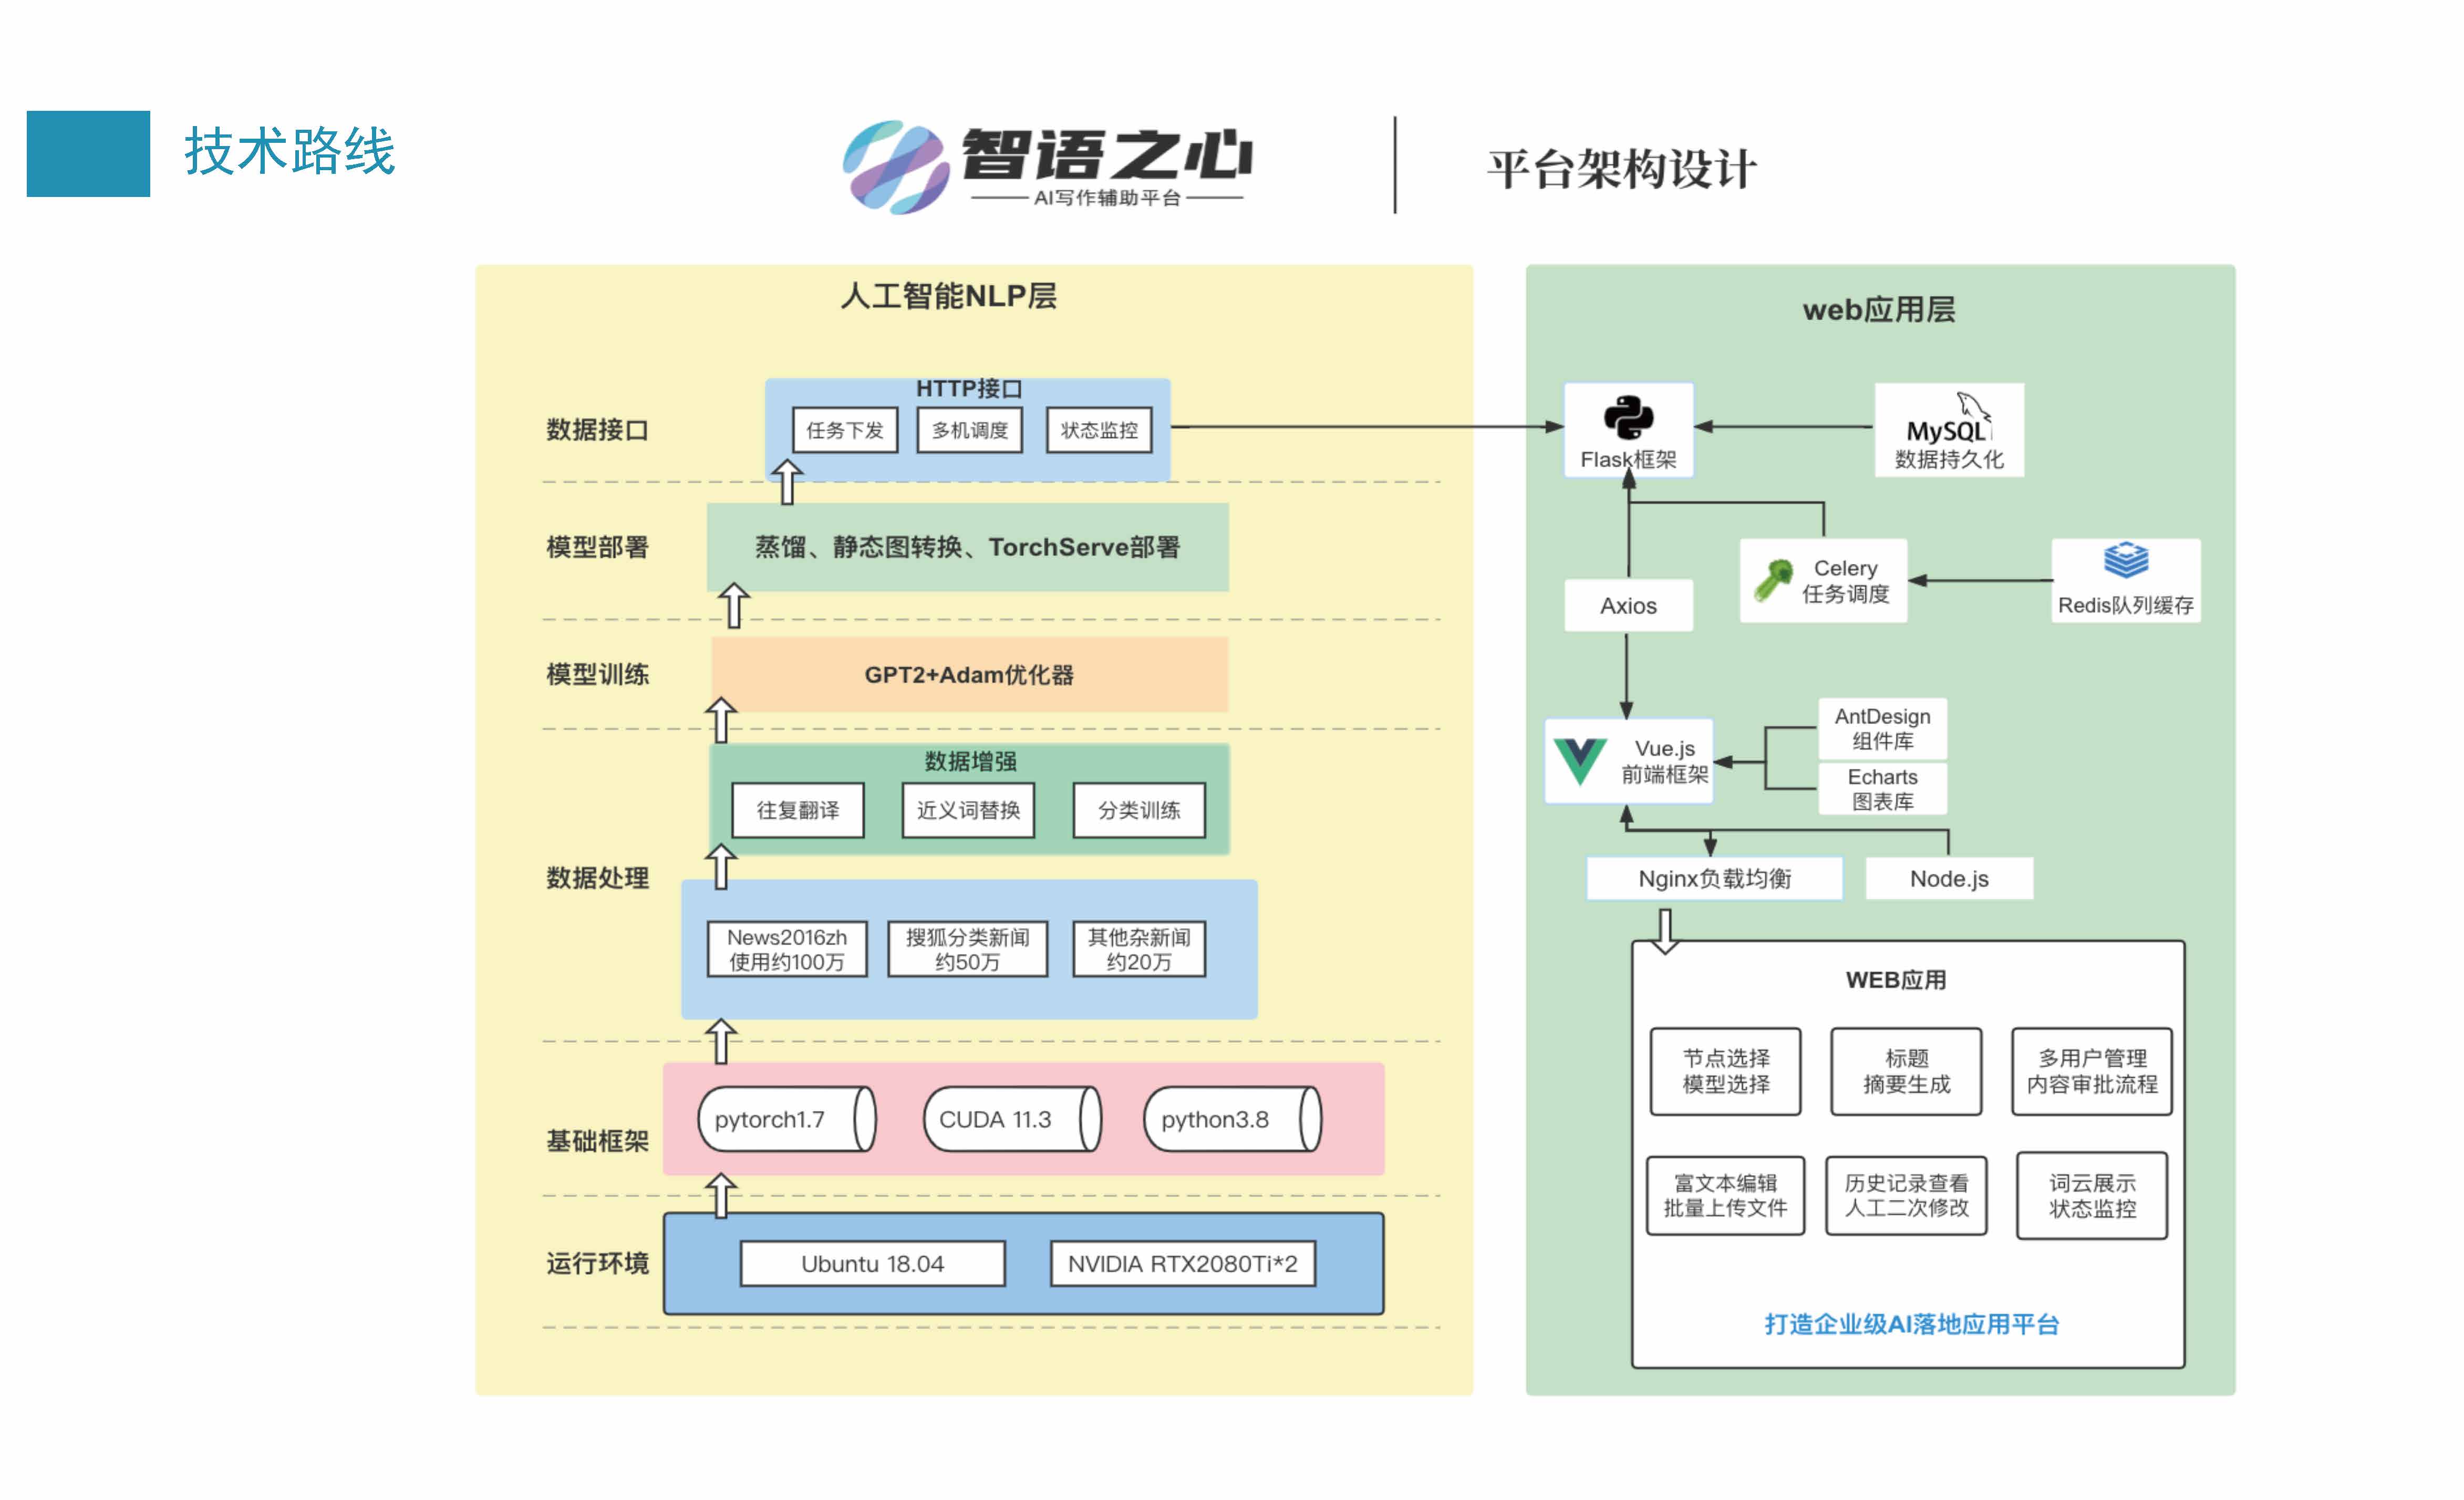 技术路线
智语之心
AI写作辅助平台
平台架构设计
人工智能NLP层
数据接口
HTTP接口
任务下发
多机调度
状态监控
模型部署
蒸馏、静态图转换、TorchServe部署
模型训练
GPT2+Adam优化器
数据处理
数据增强
往复翻译
近义词替换
分类训练
News2016zh
使用约100万
搜狐分类新闻
约50万
其他杂新闻
约20万
基础框架
pytorch1.7
CUDA 11.3
python3.8
运行环境
Ubuntu 18.04
NVIDIA RTX2080Ti*2
web应用层
Flask框架
MySQL
数据持久化
Axios
Celery
任务调度
Redis队列缓存
Vue.js
前端框架
AntDesign
组件库
Echarts
图表库
Nginx负载均衡
Node.js
WEB应用
节点选择
模型选择
标题
摘要生成
多用户管理
内容审批流程
富文本编辑
批量上传文件
历史记录查看
人工二次修改
词云展示
状态监控
打造企业级AI落地应用平台